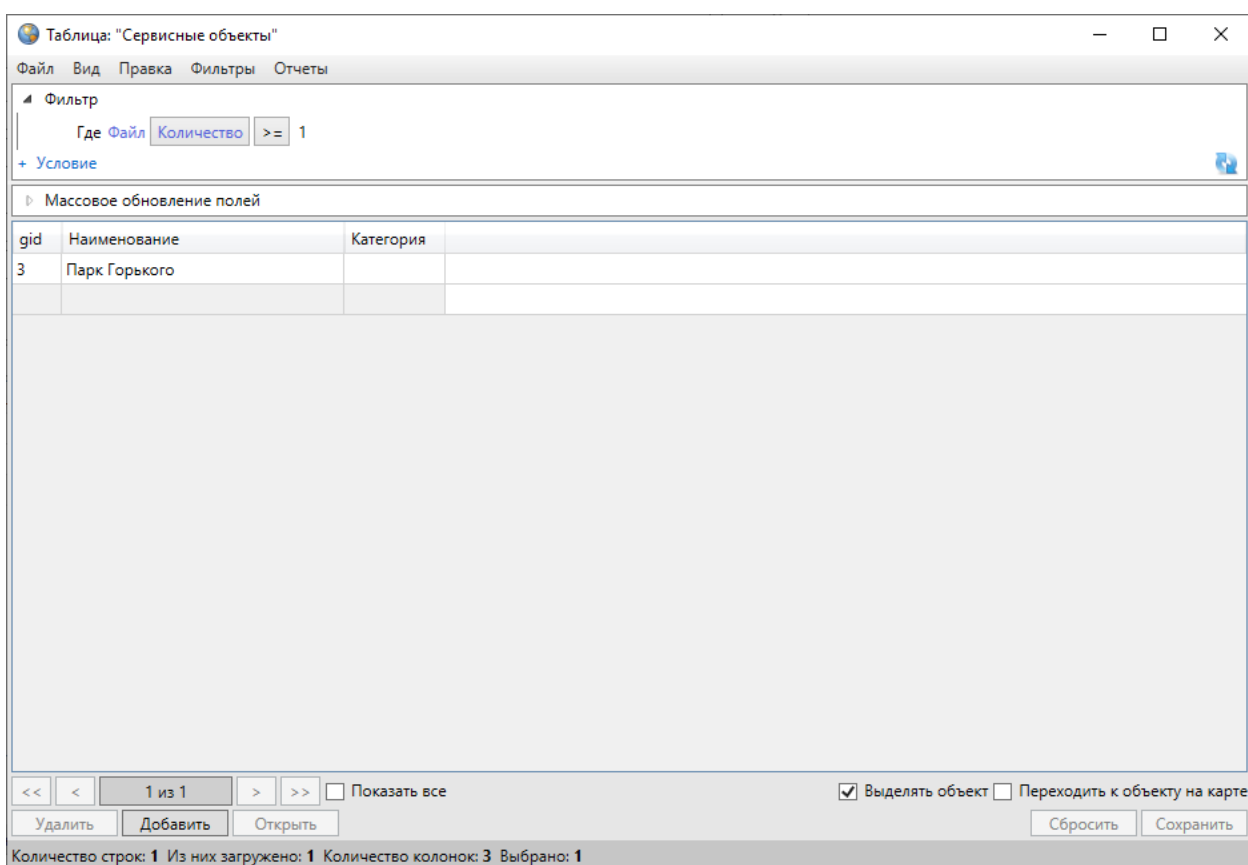 Таблица: "Сервисные объекты"
Файл Вид Правка Фильтры Отчеты
Фильтр
Где Файл Количество >= 1
+ Условие
Массовое обновление полей
gid Наименование Категория
3 Парк Горького
<< < 1 из 1 > >> Показать все Выделять объект Переходить к объекту на карте
Удалить Добавить Открыть Сбросить Сохранить
Количество строк: 1 Из них загружено: 1 Количество колонок: 3 Выбрано: 1